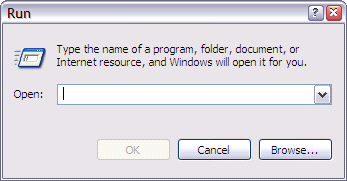 Run
?
Type the name of a program, folder, document, or
Internet resource, and Windows will open it for you.
Open:
OK Cancel Browse...